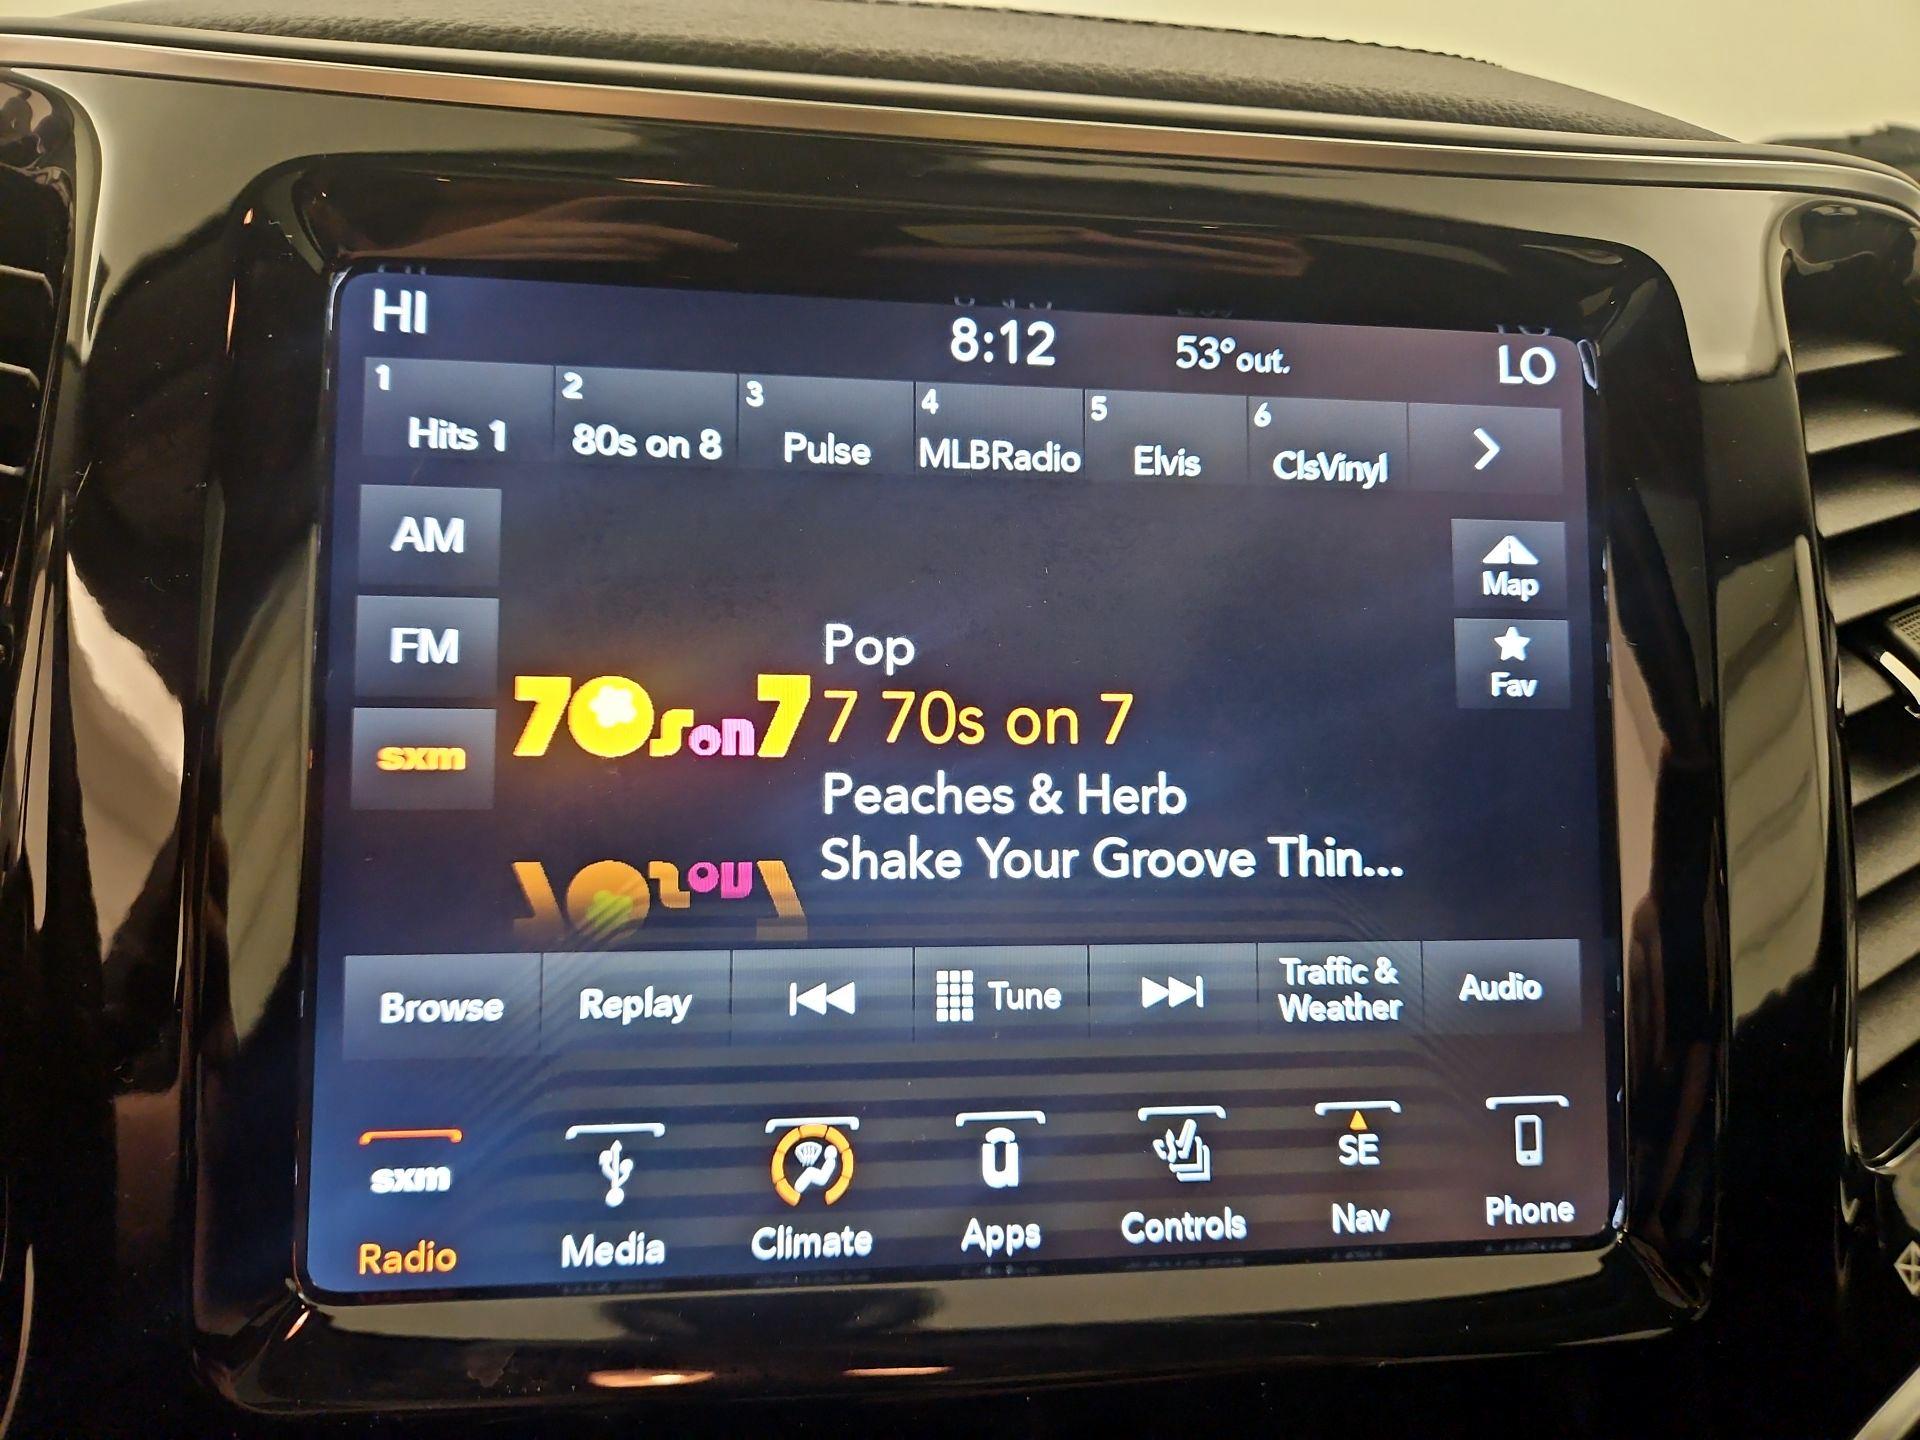 HI
8:12
53° out.
LO
1
Hits 1
2
80s on 8
3
Pulse
4
MLBRadio
5
Elvis
6
ClsVinyl
AM
FM
sxm
Map
Fav
70s on 7
Pop
7 70s on 7
Peaches & Herb
Shake Your Groove Thin...
Browse
Replay
Tune
Traffic &
Weather
Audio
sxm
Radio
Media
Climate
u
Apps
Controls
SE
Nav
Phone